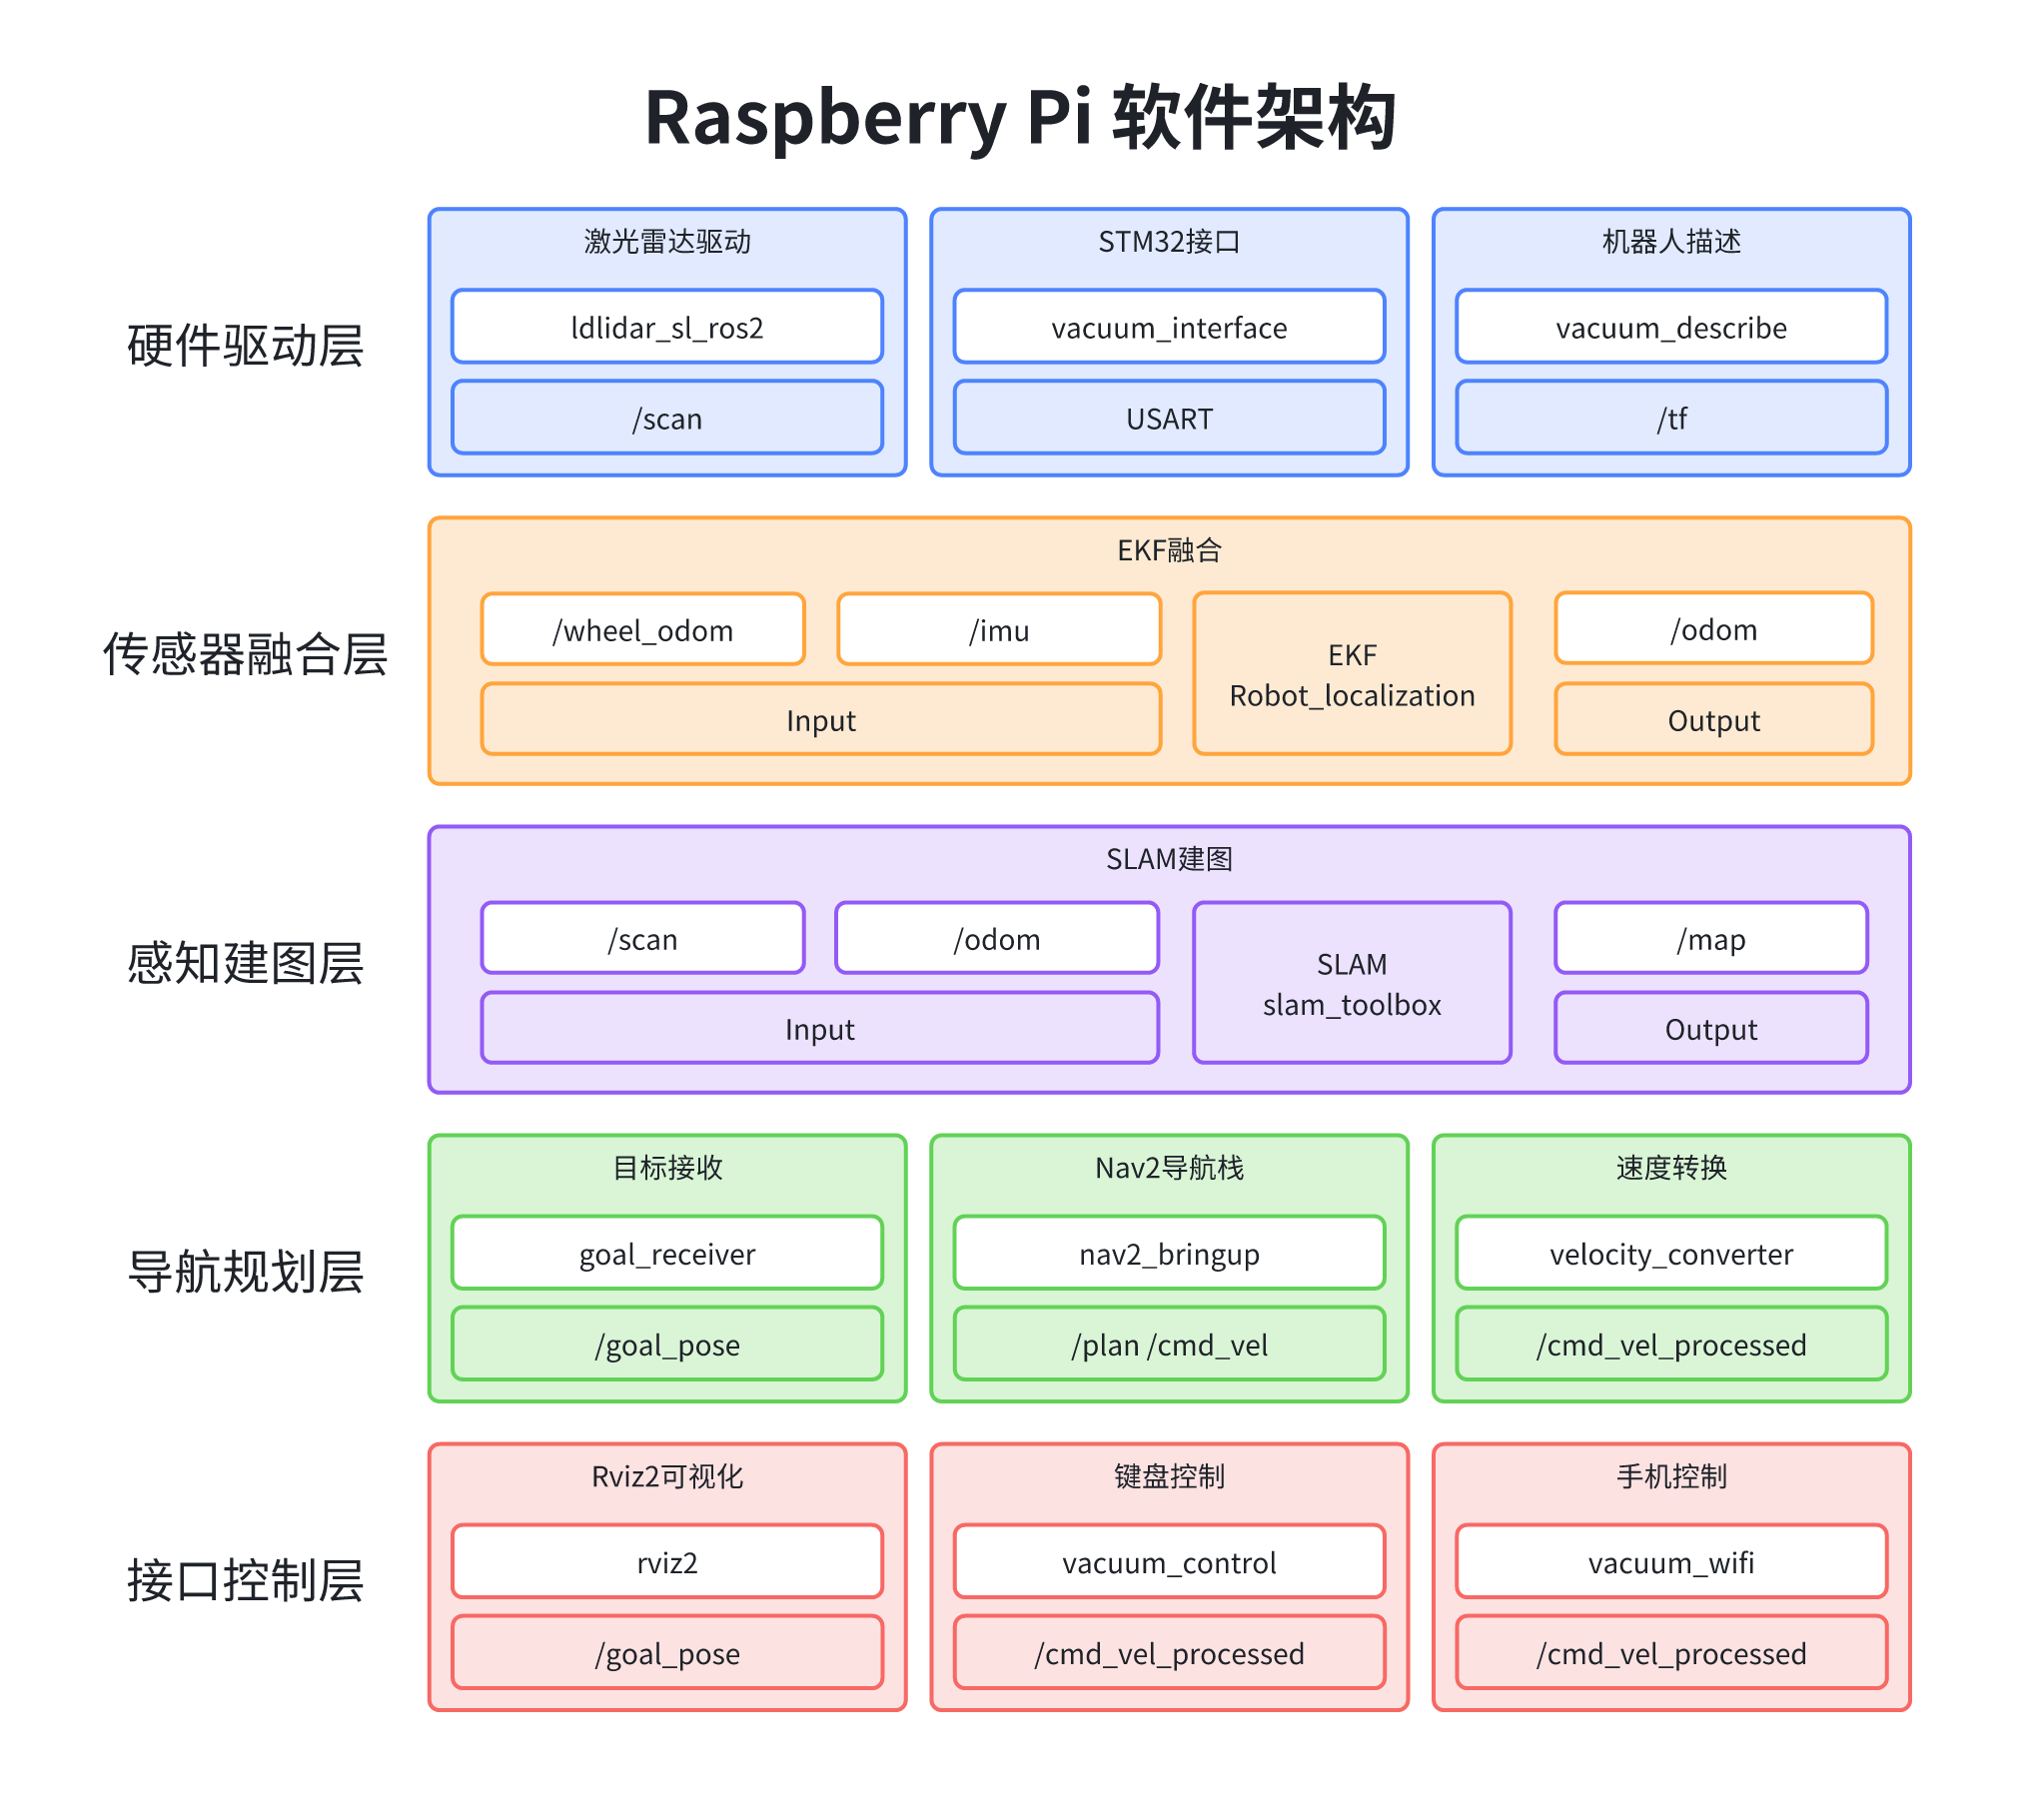 Raspberry Pi 软件架构
硬件驱动层
激光雷达驱动
ldlidar_sl_ros2
/scan
STM32接口
vacuum_interface
USART
机器人描述
vacuum_describe
/tf
传感器融合层
EKF融合
/wheel_odom
/imu
Input
EKF
Robot_localization
/odom
Output
感知建图层
SLAM建图
/scan
/odom
Input
SLAM
slam_toolbox
/map
Output
导航规划层
目标接收
goal_receiver
/goal_pose
Nav2导航栈
nav2_bringup
/plan /cmd_vel
速度转换
velocity_converter
/cmd_vel_processed
接口控制层
Rviz2可视化
rviz2
/goal_pose
键盘控制
vacuum_control
/cmd_vel_processed
手机控制
vacuum_wifi
/cmd_vel_processed